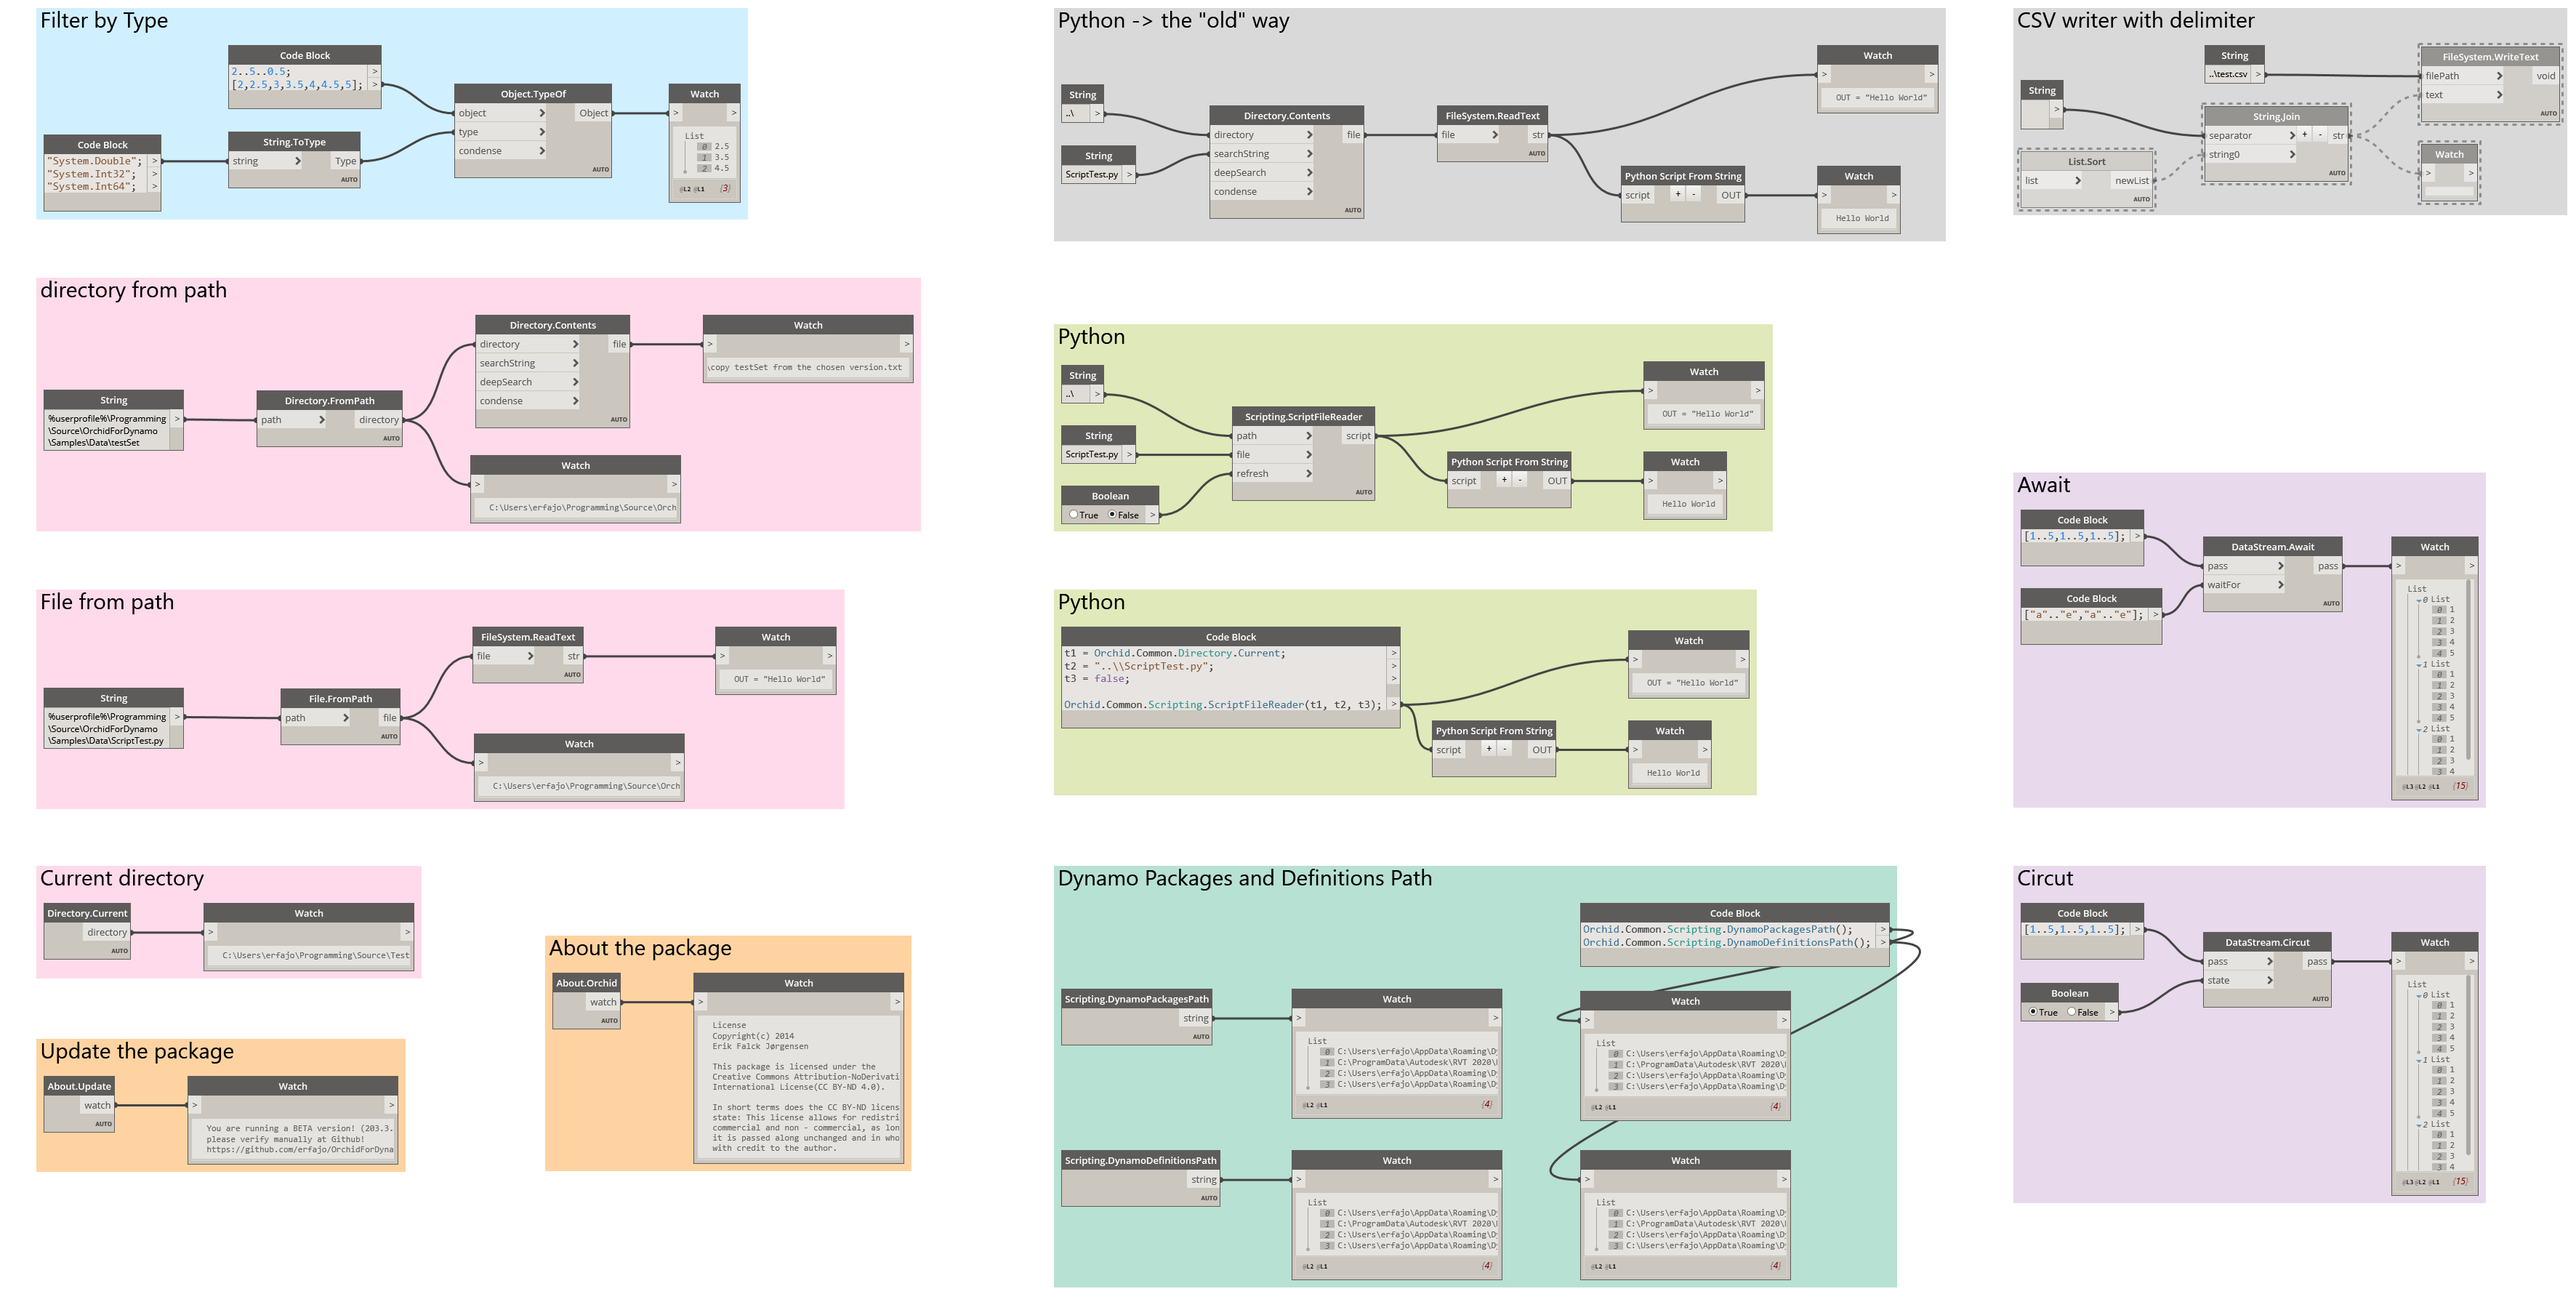 Filter by Type
Code Block
2..5..0.5;
[2,2.5,3,3.5,4,4.5,5];
>
>
Code Block
"System.Double";
"System.Int32";
"System.Int64";
>
>
>
String.ToType
string
Type
AUTO
Object.TypeOf
object
type
condense
Object
AUTO
Watch
>
>
List
0 2.5
1 3.5
2 4.5
@L2 @L1
{3}
directory from path
String
%userprofile%\Programming
\Source\OrchidForDynamo
\Samples\Data\testSet
>
Directory.FromPath
path
directory
AUTO
Directory.Contents
directory
searchString
deepSearch
condense
file
AUTO
Watch
>
>
\copy testSet from the chosen version.txt
Watch
>
>
C:\Users\erfajo\Programming\Source\Orch
File from path
String
%userprofile%\Programming
\Source\OrchidForDynamo
\Samples\Data\ScriptTest.py
>
File.FromPath
path
file
AUTO
FileSystem.ReadText
file
str
AUTO
Watch
>
>
OUT = "Hello World"
Watch
>
>
C:\Users\erfajo\Programming\Source\Orch
Current directory
Directory.Current
directory
AUTO
Watch
>
>
C:\Users\erfajo\Programming\Source\Test
Update the package
About.Update
watch
AUTO
Watch
>
>
You are running a BETA version! (203.3.
please verify manually at Github!
https://github.com/erfajo/OrchidForDyna
About the package
About.Orchid
watch
AUTO
Watch
>
>
License
Copyright(c) 2014
Erik Falck Jørgensen
This package is licensed under the
Creative Commons Attribution-NoDerivati
International License(CC BY-ND 4.0).
In short terms does the CC BY-ND licens
state: This license allows for redistri
commercial and non - commercial, as lon
it is passed along unchanged and in who
with credit to the author.
Python -> the "old" way
String
..\
>
String
ScriptTest.py
>
Directory.Contents
directory
searchString
deepSearch
condense
file
AUTO
FileSystem.ReadText
file
str
AUTO
Watch
>
>
OUT = "Hello World"
Python Script From String
script
+
-
OUT
Watch
>
>
Hello World
Python
String
..\
>
String
ScriptTest.py
>
Boolean
True
False
>
Scripting.ScriptFileReader
path
file
refresh
script
AUTO
Watch
>
>
OUT = "Hello World"
Python Script From String
script
+
-
OUT
Watch
>
>
Hello World
Python
Code Block
t1 = Orchid.Common.Directory.Current;
t2 = "..\\ScriptTest.py";
t3 = false;
Orchid.Common.Scripting.ScriptFileReader(t1, t2, t3);
>
>
>
>
Watch
>
>
OUT = "Hello World"
Python Script From String
script
+
-
OUT
Watch
>
>
Hello World
Dynamo Packages and Definitions Path
Code Block
Orchid.Common.Scripting.DynamoPackagesPath();
Orchid.Common.Scripting.DynamoDefinitionsPath();
>
>
Scripting.DynamoPackagesPath
string
AUTO
Watch
>
>
List
0 C:\Users\erfajo\AppData\Roaming\D
1 C:\ProgramData\Autodesk\RVT 2020\
2 C:\Users\erfajo\AppData\Roaming\D
3 C:\Users\erfajo\AppData\Roaming\D
@L2 @L1
{4}
Watch
>
>
List
0 C:\Users\erfajo\AppData\Roaming\D
1 C:\ProgramData\Autodesk\RVT 2020\
2 C:\Users\erfajo\AppData\Roaming\D
3 C:\Users\erfajo\AppData\Roaming\D
@L2 @L1
{4}
Scripting.DynamoDefinitionsPath
string
AUTO
Watch
>
>
List
0 C:\Users\erfajo\AppData\Roaming\D
1 C:\ProgramData\Autodesk\RVT 2020\
2 C:\Users\erfajo\AppData\Roaming\D
3 C:\Users\erfajo\AppData\Roaming\D
@L2 @L1
{4}
Watch
>
>
List
0 C:\Users\erfajo\AppData\Roaming\D
1 C:\ProgramData\Autodesk\RVT 2020\
2 C:\Users\erfajo\AppData\Roaming\D
3 C:\Users\erfajo\AppData\Roaming\D
@L2 @L1
{4}
CSV writer with delimiter
String
>
String
..\test.csv
>
List.Sort
list
newList
AUTO
String.Join
separator
string0
+
-
str
AUTO
FileSystem.WriteText
filePath
text
void
AUTO
Watch
>
>
Await
Code Block
[1..5,1..5,1..5];
>
Code Block
["a".."e","a".."e"];
>
DataStream.Await
pass
waitFor
pass
AUTO
Watch
>
>
List
0 List
0 1
1 2
2 3
3 4
4 5
1 List
0 1
1 2
2 3
3 4
4 5
2 List
0 1
1 2
2 3
3 4
@L3 @L2 @L1
{15}
Circut
Code Block
[1..5,1..5,1..5];
>
Boolean
True
False
>
DataStream.Circut
pass
state
pass
AUTO
Watch
>
>
List
0 List
0 1
1 2
2 3
3 4
4 5
1 List
0 1
1 2
2 3
3 4
4 5
2 List
0 1
1 2
2 3
3 4
@L3 @L2 @L1
{15}